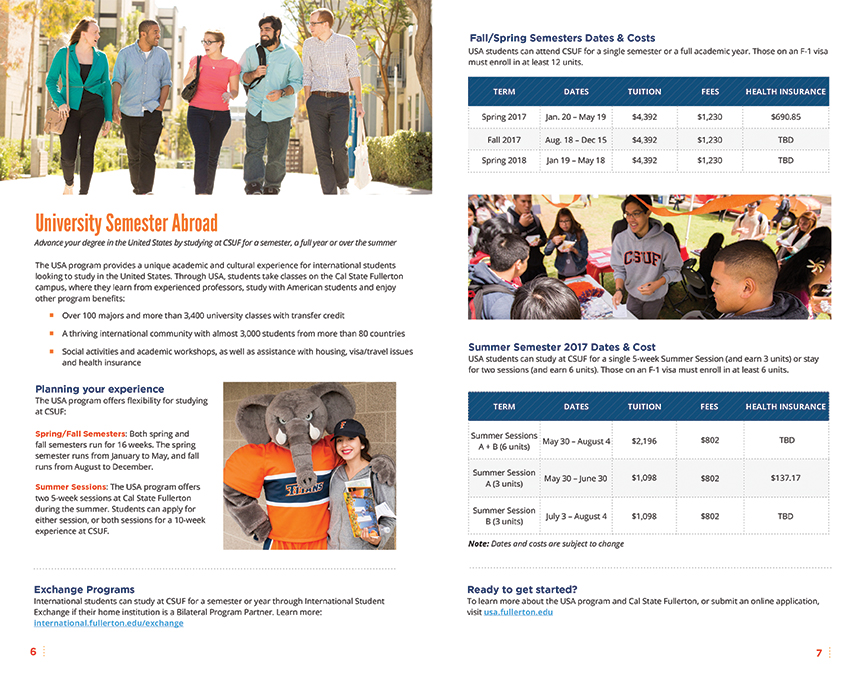 University Semester Abroad
Advance your degree in the United States by studying at CSUF for a semester, a full year or over the summer
The USA program provides a unique academic and cultural experience for international students
looking to study in the United States. Through USA, students take classes on the Cal State Fullerton
campus, where they learn from experienced professors, study with American students and enjoy
other program benefits:
Over 100 majors and more than 3,400 university classes with transfer credit
A thriving international community with almost 3,000 students from more than 80 countries
Social activities and academic workshops, as well as assistance with housing, visa/travel issues
and health insurance
Planning your experience
The USA program offers flexibility for studying
at CSUF:
Spring/Fall Semesters: Both spring and
fall semesters run for 16 weeks. The spring
semester runs from January to May, and fall
runs from August to December.
Summer Sessions: The USA program offers
two 5-week sessions at Cal State Fullerton
during the summer. Students can apply for
either session, or both sessions for a 10-week
experience at CSUF.
TITANS
F
Exchange Programs
International students can study at CSUF for a semester or year through International Student
Exchange if their home institution is a Bilateral Program Partner. Learn more:
international.fullerton.edu/exchange
6
Fall/Spring Semesters Dates & Costs
USA students can attend CSUF for a single semester or a full academic year. Those on an F-1 visa
must enroll in at least 12 units.
TERM DATES TUITION FEES HEALTH INSURANCE
Spring 2017 Jan. 20 – May 19 $4,392 $1,230 $690.85
Fall 2017 Aug. 18 – Dec 15 $4,392 $1,230 TBD
Spring 2018 Jan 19 – May 18 $4,392 $1,230 TBD
CSUF
Summer Semester 2017 Dates & Cost
USA students can study at CSUF for a single 5-week Summer Session (and earn 3 units) or stay
for two sessions (and earn 6 units). Those on an F-1 visa must enroll in at least 6 units.
TERM DATES TUITION FEES HEALTH INSURANCE
Summer Sessions
A + B (6 units) May 30 – August 4 $2,196 $802 TBD
Summer Session
A (3 units) May 30 – June 30 $1,098 $802 $137.17
Summer Session
B (3 units) July 3 – August 4 $1,098 $802 TBD
Note: Dates and costs are subject to change
Ready to get started?
To learn more about the USA program and Cal State Fullerton, or submit an online application,
visit usa.fullerton.edu
7